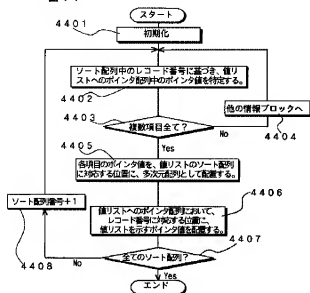 スタート
4401
初期化
ソート配列中のレコード番号に基づき、値リ
ストへのポインタ配列中のポインタ値を特定する。
4402
4403
複数項目全て?
No
他の情報ブロックへ
4404
Yes
4405
各項目のポインタ値を、値リストのソート配列
に対応する位置に、多次元配列として配置する。
4406
ソート配列番号+1
値リストへのポインタ配列において、
レコード番号に対応する位置に、
値リストを示すポインタ値を配置する。
4407
4408
No
全てのソート配列?
Yes
エンド